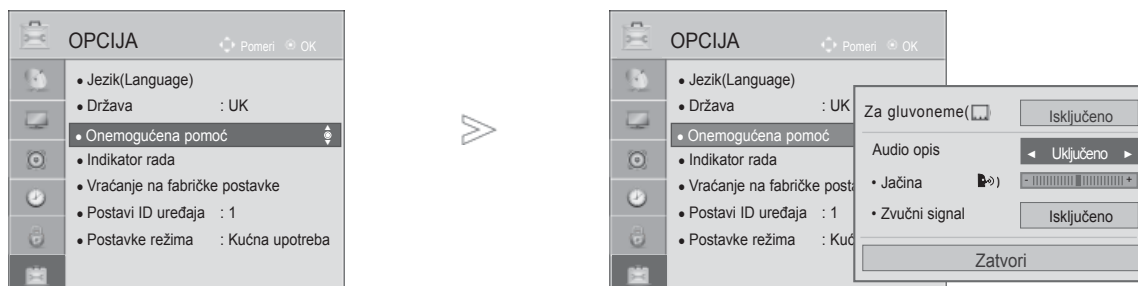 OPCIJA Pomeri OK
• Jezik(Language)
• Država : UK
• Onemogućena pomoć
• Indikator rada
• Vraćanje na fabričke postavke
• Postavi ID uređaja : 1
• Postavke režima : Kućna upotreba
OPCIJA Pomeri OK
• Jezik(Language)
• Država : UK
• Onemogućena pomoć
• Indikator rada
• Vraćanje na fabričke posta
• Postavi ID uređaja : 1
• Postavke režima : Kuć
Za gluvoneme( Isključeno
Audio opis ◄ Uključeno ►
• Jačina ) - +
• Zvučni signal Isključeno
Zatvori